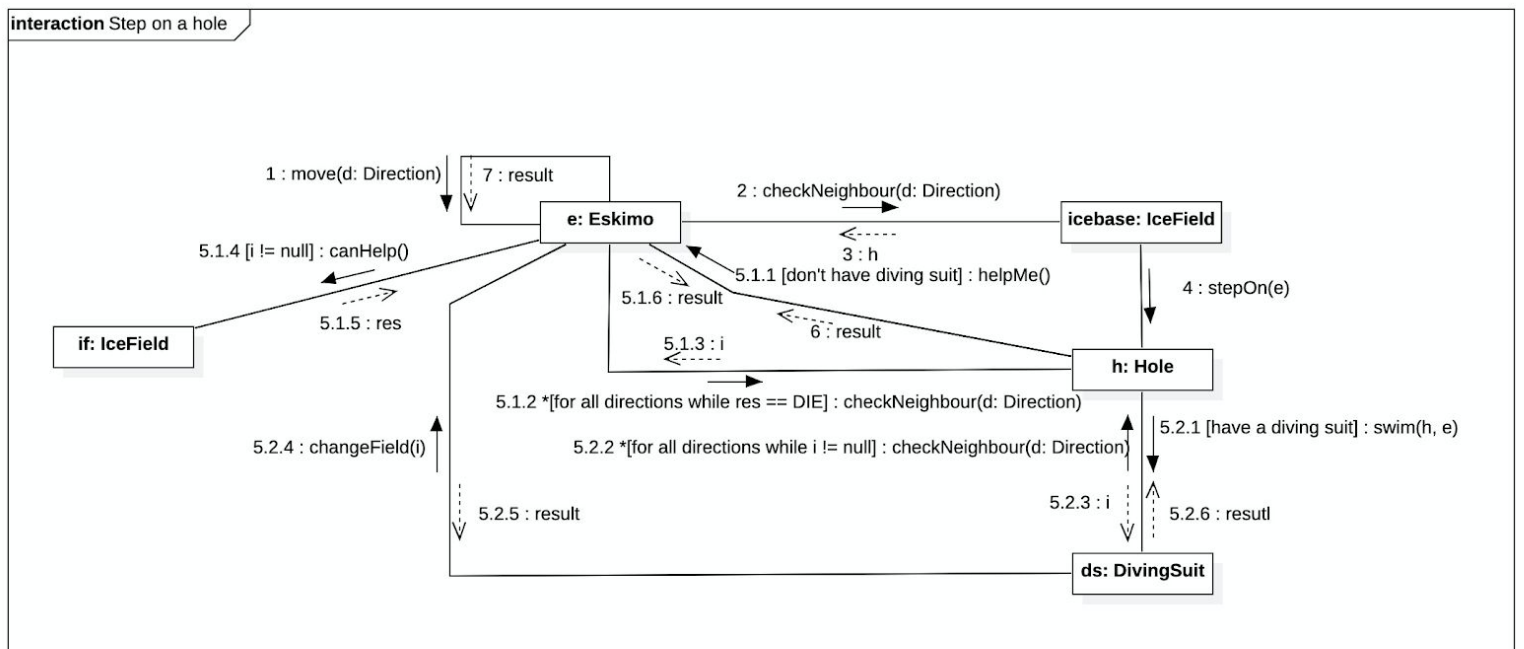 interaction Step on a hole
1 : move(d: Direction)
7 : result
2 : checkNeighbour(d: Direction)
e: Eskimo
icebase: IceField
3 : h
5.1.4 [i != null] : canHelp()
5.1.1 [don't have diving suit] : helpMe()
4 : stepOn(e)
5.1.6 : result
5.1.5 : res
6 : result
if: IceField
5.1.3 : i
h: Hole
5.1.2 *[for all directions while res == DIE] : checkNeighbour(d: Direction)
5.2.1 [have a diving suit] : swim(h, e)
5.2.4 : changeField(i)
5.2.2 *[for all directions while i != null] : checkNeighbour(d: Direction)
5.2.3 : i
5.2.5 : result
5.2.6 : resutl
ds: DivingSuit